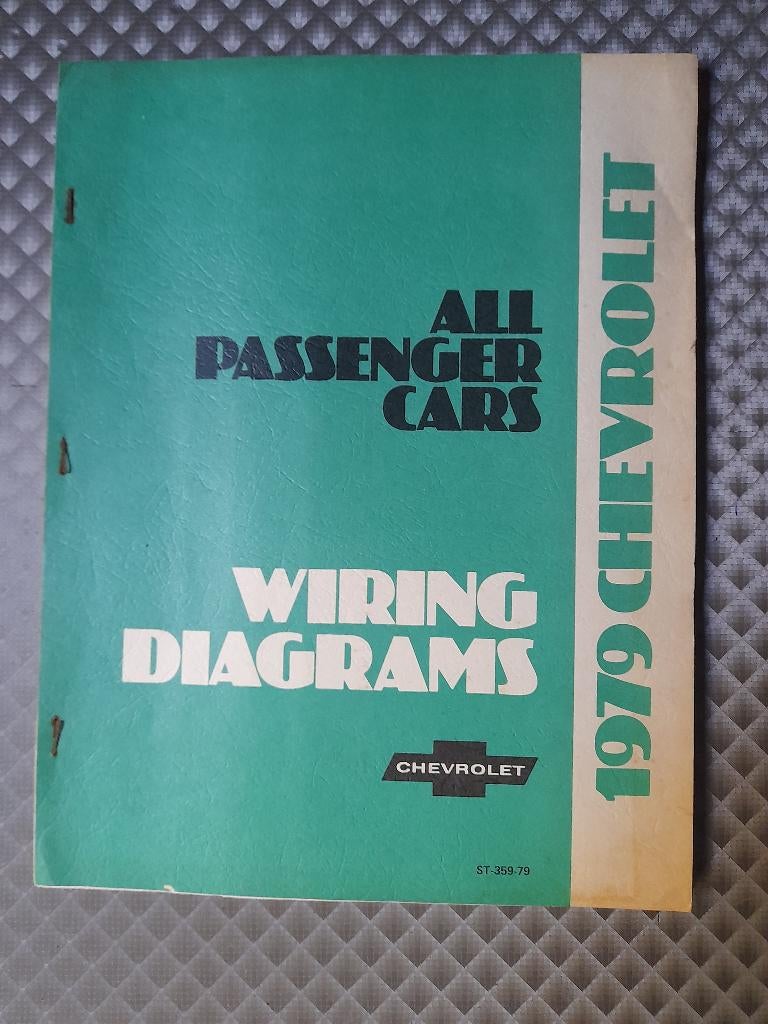 ALL
PASSENGER
CARS
WIRING
DIAGRAMS
CHEVROLET
ST-359-79
1979 CHEVROLET